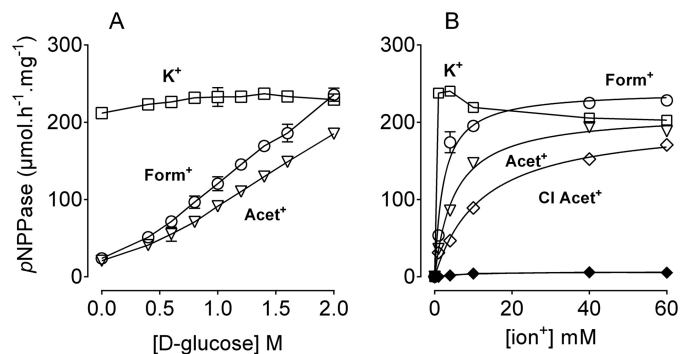 A
B
pNPPase (µmol.h⁻¹.mg⁻¹)
300
200
100
0
K⁺
Form⁺
Acet⁺
0.0 0.5 1.0 1.5 2.0
[D-glucose] M
300
200
100
0
K⁺
Form⁺
Acet⁺
Cl Acet⁺
0 20 40 60
[ion⁺] mM